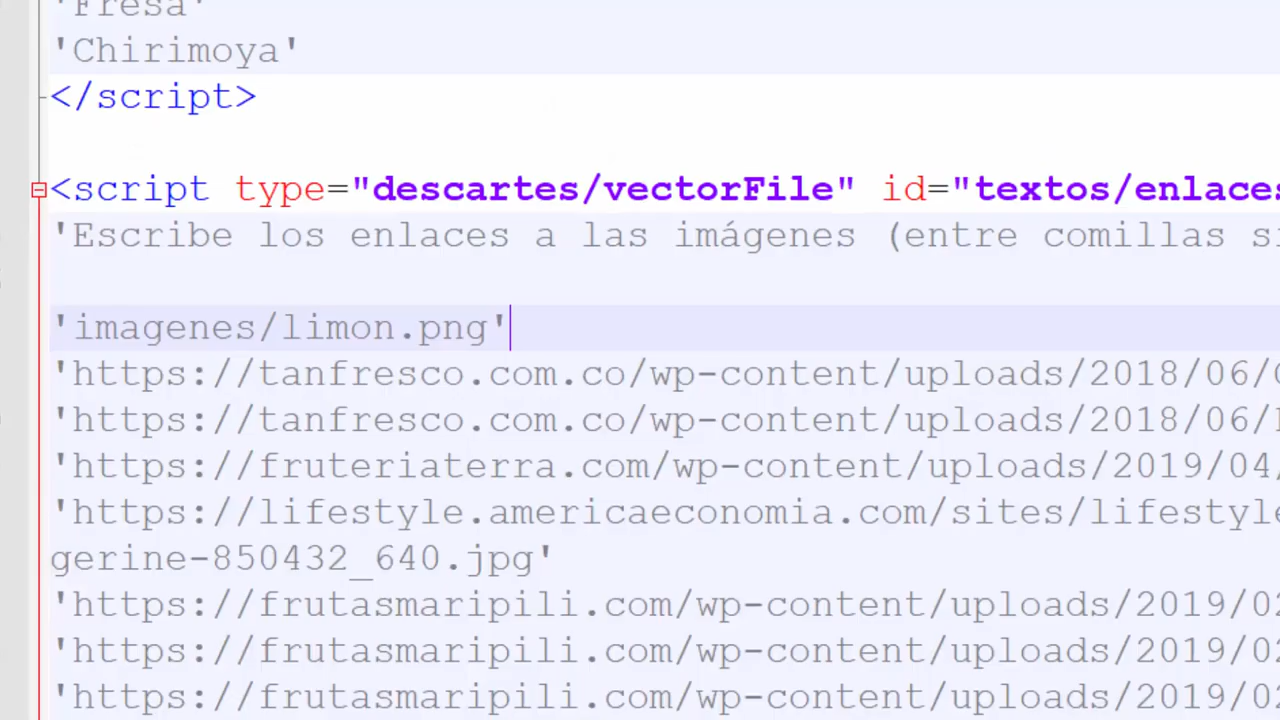 'Fresa'
'Chirimoya'
</script>
<script type="descartes/vectorFile" id="textos/enlaces
'Escribe los enlaces a las imágenes (entre comillas si
'imagenes/limon.png'
'https://tanfresco.com.co/wp-content/uploads/2018/06/
'https://tanfresco.com.co/wp-content/uploads/2018/06/
'https://fruteriaterra.com/wp-content/uploads/2019/04/
'https://lifestyle.americaeconomia.com/sites/lifestyle
gerine-850432_640.jpg'
'https://frutasmaripili.com/wp-content/uploads/2019/02
'https://frutasmaripili.com/wp-content/uploads/2019/02
'https://frutasmaripili.com/wp-content/uploads/2019/02